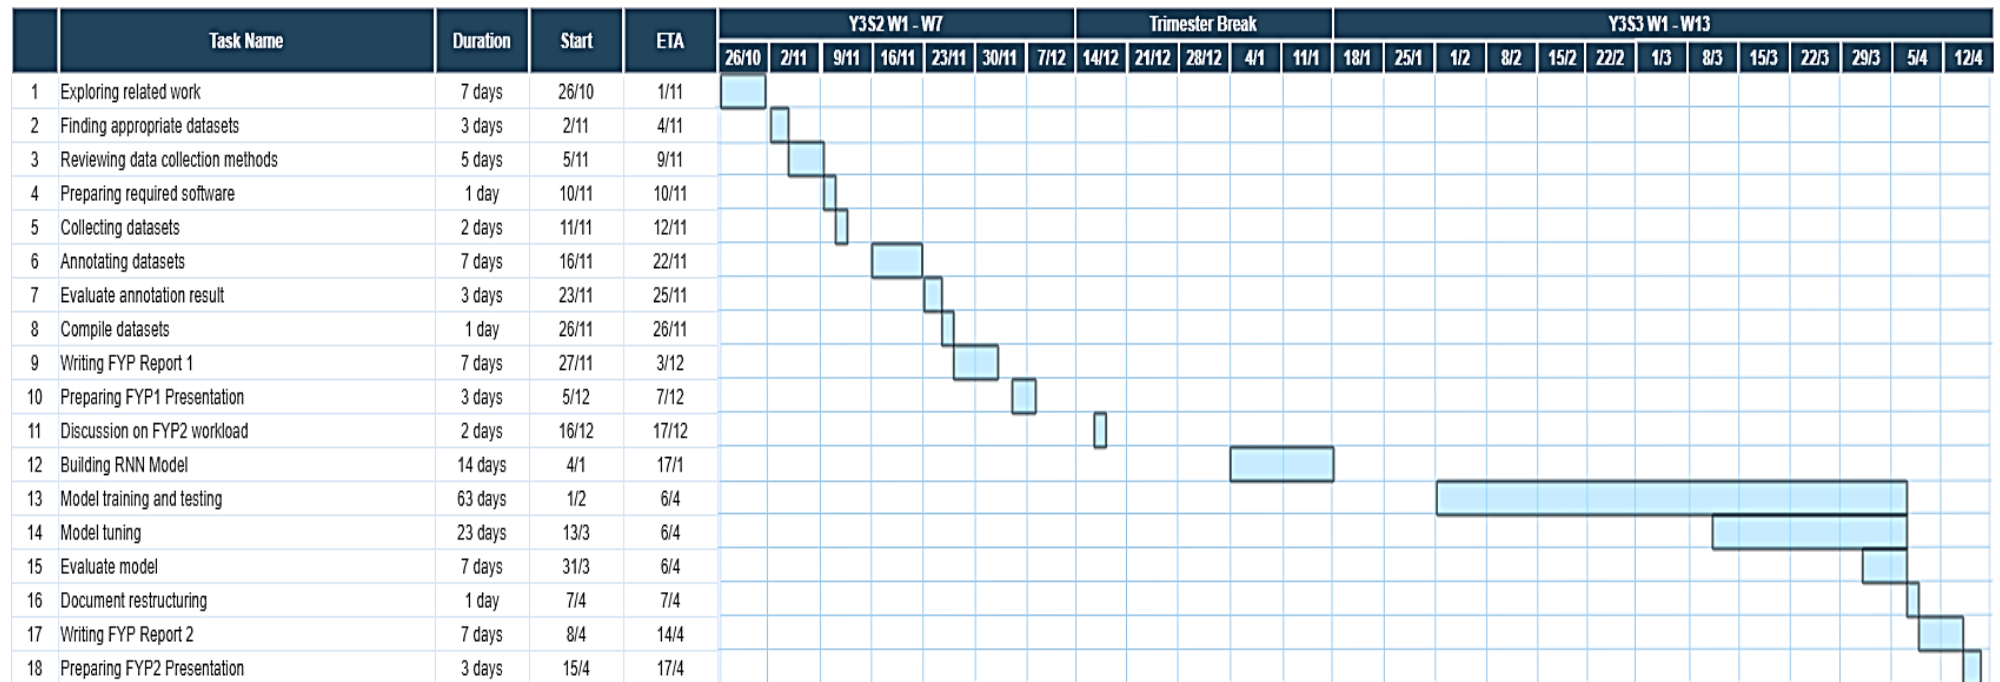 Y3S2 W1 - W7 Trimester Break Y3S3 W1 - W13
Task Name Duration Start ETA
26/10 2/11 9/11 16/11 23/11 30/11 7/12 14/12 21/12 28/12 4/1 11/1 18/1 25/1 1/2 8/2 15/2 22/2 1/3 8/3 15/3 22/3 29/3 5/4 12/4
1 Exploring related work 7 days 26/10 1/11
2 Finding appropriate datasets 3 days 2/11 4/11
3 Reviewing data collection methods 5 days 5/11 9/11
4 Preparing required software 1 day 10/11 10/11
5 Collecting datasets 2 days 11/11 12/11
6 Annotating datasets 7 days 16/11 22/11
7 Evaluate annotation result 3 days 23/11 25/11
8 Compile datasets 1 day 26/11 26/11
9 Writing FYP Report 1 7 days 27/11 3/12
10 Preparing FYP1 Presentation 3 days 5/12 7/12
11 Discussion on FYP2 workload 2 days 16/12 17/12
12 Building RNN Model 14 days 4/1 17/1
13 Model training and testing 63 days 1/2 6/4
14 Model tuning 23 days 13/3 6/4
15 Evaluate model 7 days 31/3 6/4
16 Document restructuring 1 day 7/4 7/4
17 Writing FYP Report 2 7 days 8/4 14/4
18 Preparing FYP2 Presentation 3 days 15/4 17/4